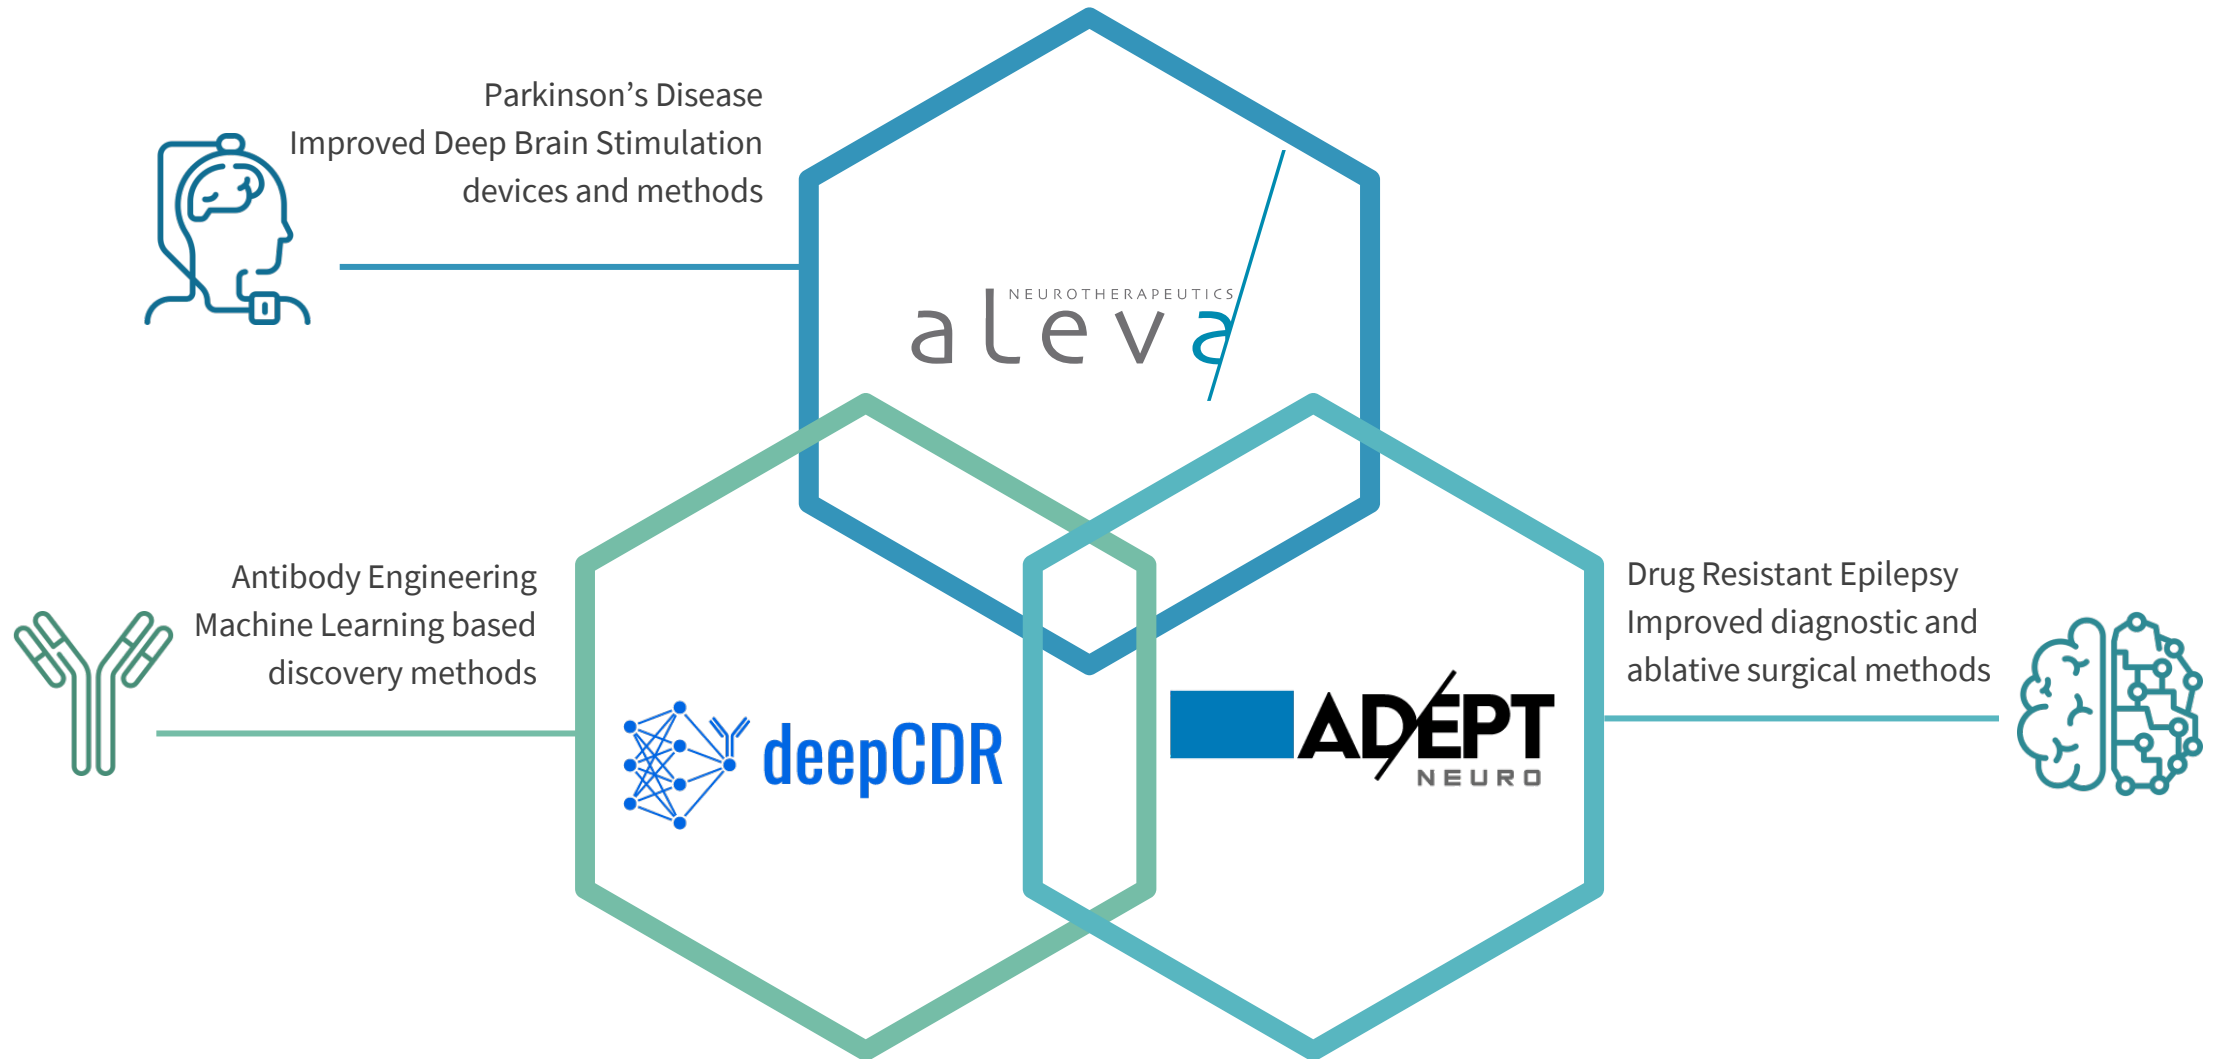 Parkinson’s Disease
Improved Deep Brain Stimulation
devices and methods
NEUROTHERAPEUTICS
aleva
Antibody Engineering
Machine Learning based
discovery methods
deepCDR
ADEPT
NEURO
Drug Resistant Epilepsy
Improved diagnostic and
ablative surgical methods